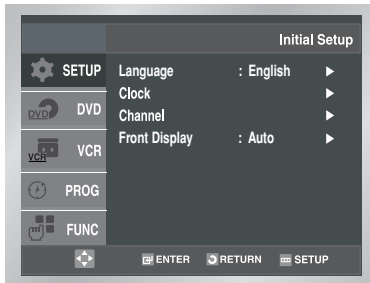 Initial Setup
SETUP
DVD DVD
VCR VCR
PROG
FUNC
Language : English ►
Clock ►
Channel ►
Front Display : Auto ►
ENTER RETURN SETUP